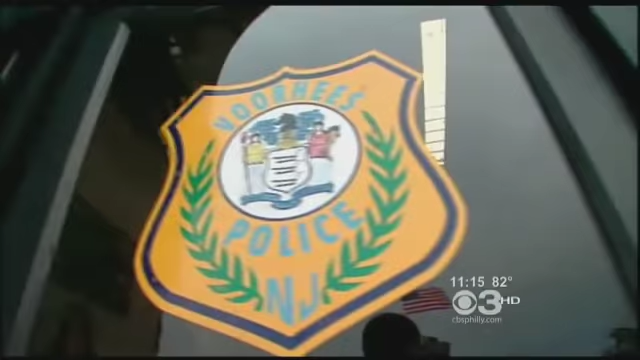 VOORHEES
POLICE
NJ
11:15 82°
3 HD
cbsphilly.com